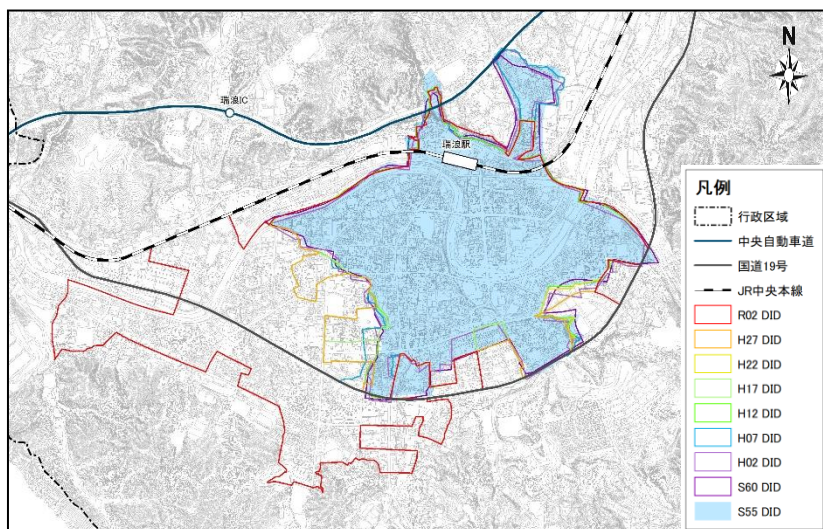 N
瑞浪IC
瑞浪駅
凡例
行政区域
中央自動車道
国道19号
JR中央本線
R02 DID
H27 DID
H22 DID
H17 DID
H12 DID
H07 DID
H02 DID
S60 DID
S55 DID